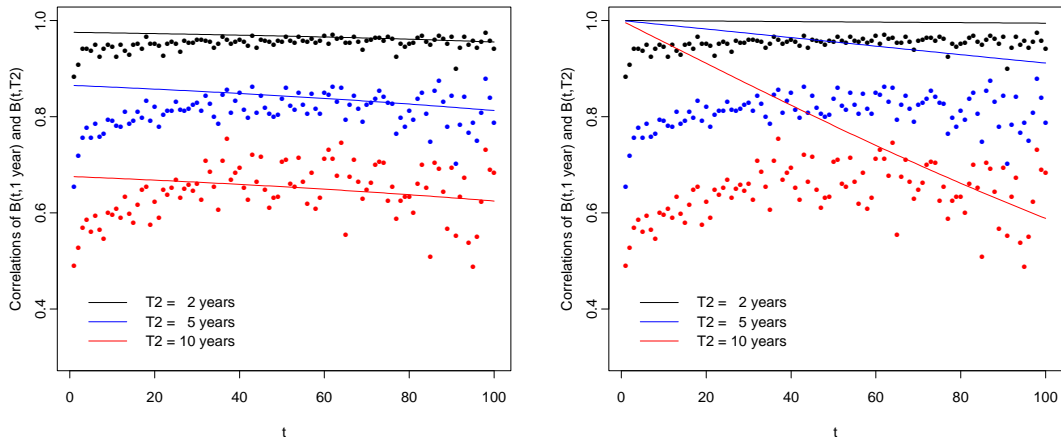 Correlations of B(t,1 year) and B(t,T2)
1.0
0.8
0.6
0.4
T2 = 2 years
T2 = 5 years
T2 = 10 years
0 20 40 60 80 100
t
Correlations of B(t,1 year) and B(t,T2)
1.0
0.8
0.6
0.4
T2 = 2 years
T2 = 5 years
T2 = 10 years
0 20 40 60 80 100
t